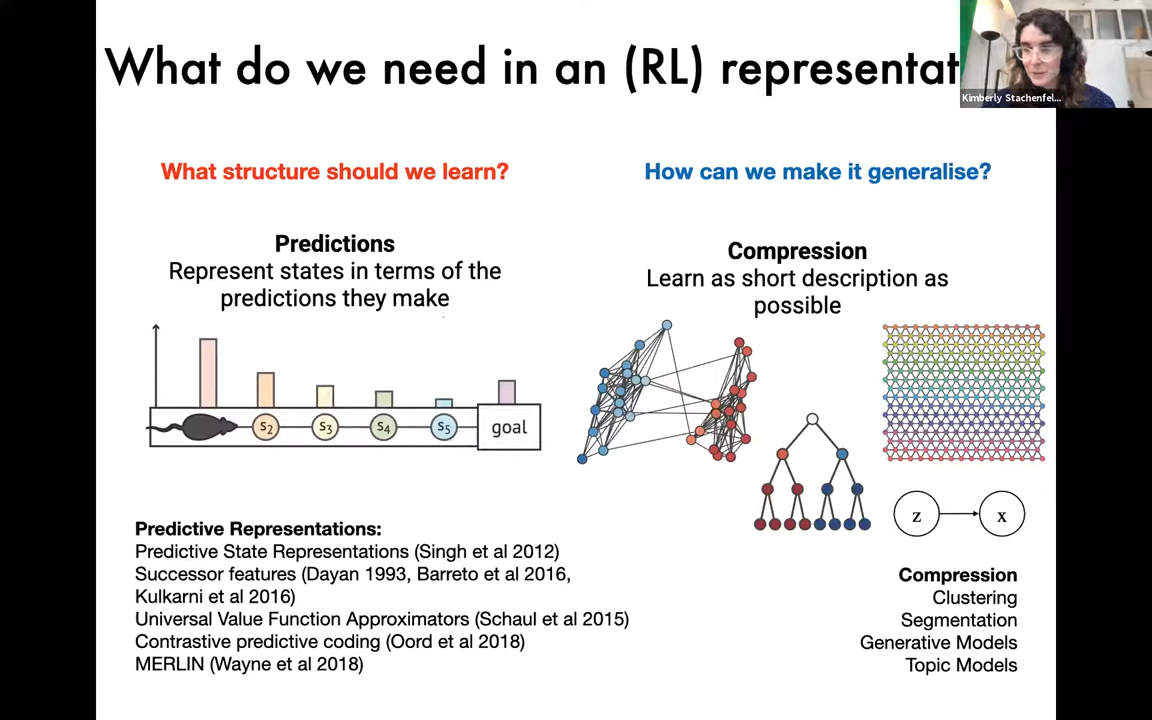 What do we need in an (RL) representat
Kimberly Stachenfel...
What structure should we learn?
How can we make it generalise?
Predictions
Represent states in terms of the
predictions they make
Compression
Learn as short description as
possible
s2
s3
s4
s5
goal
z
x
Predictive Representations:
Predictive State Representations (Singh et al 2012)
Successor features (Dayan 1993, Barreto et al 2016,
Kulkarni et al 2016)
Universal Value Function Approximators (Schaul et al 2015)
Contrastive predictive coding (Oord et al 2018)
MERLIN (Wayne et al 2018)
Compression
Clustering
Segmentation
Generative Models
Topic Models